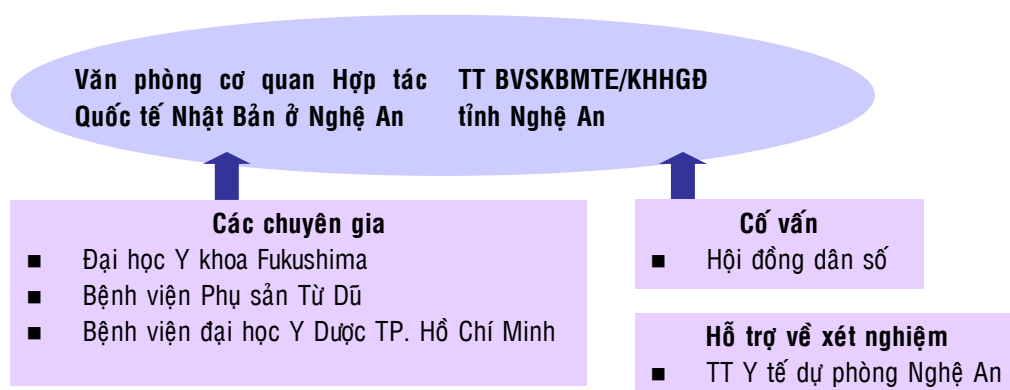 Văn phòng cơ quan Hợp tác
Quốc tế Nhật Bản ở Nghệ An
TT BVSKBMTE/KHHGĐ
tỉnh Nghệ An
Các chuyên gia
■ Đại học Y khoa Fukushima
■ Bệnh viện Phụ sản Từ Dũ
■ Bệnh viện đại học Y Dược TP. Hồ Chí Minh
Cố vấn
■ Hội đồng dân số
Hỗ trợ về xét nghiệm
■ TT Y tế dự phòng Nghệ An